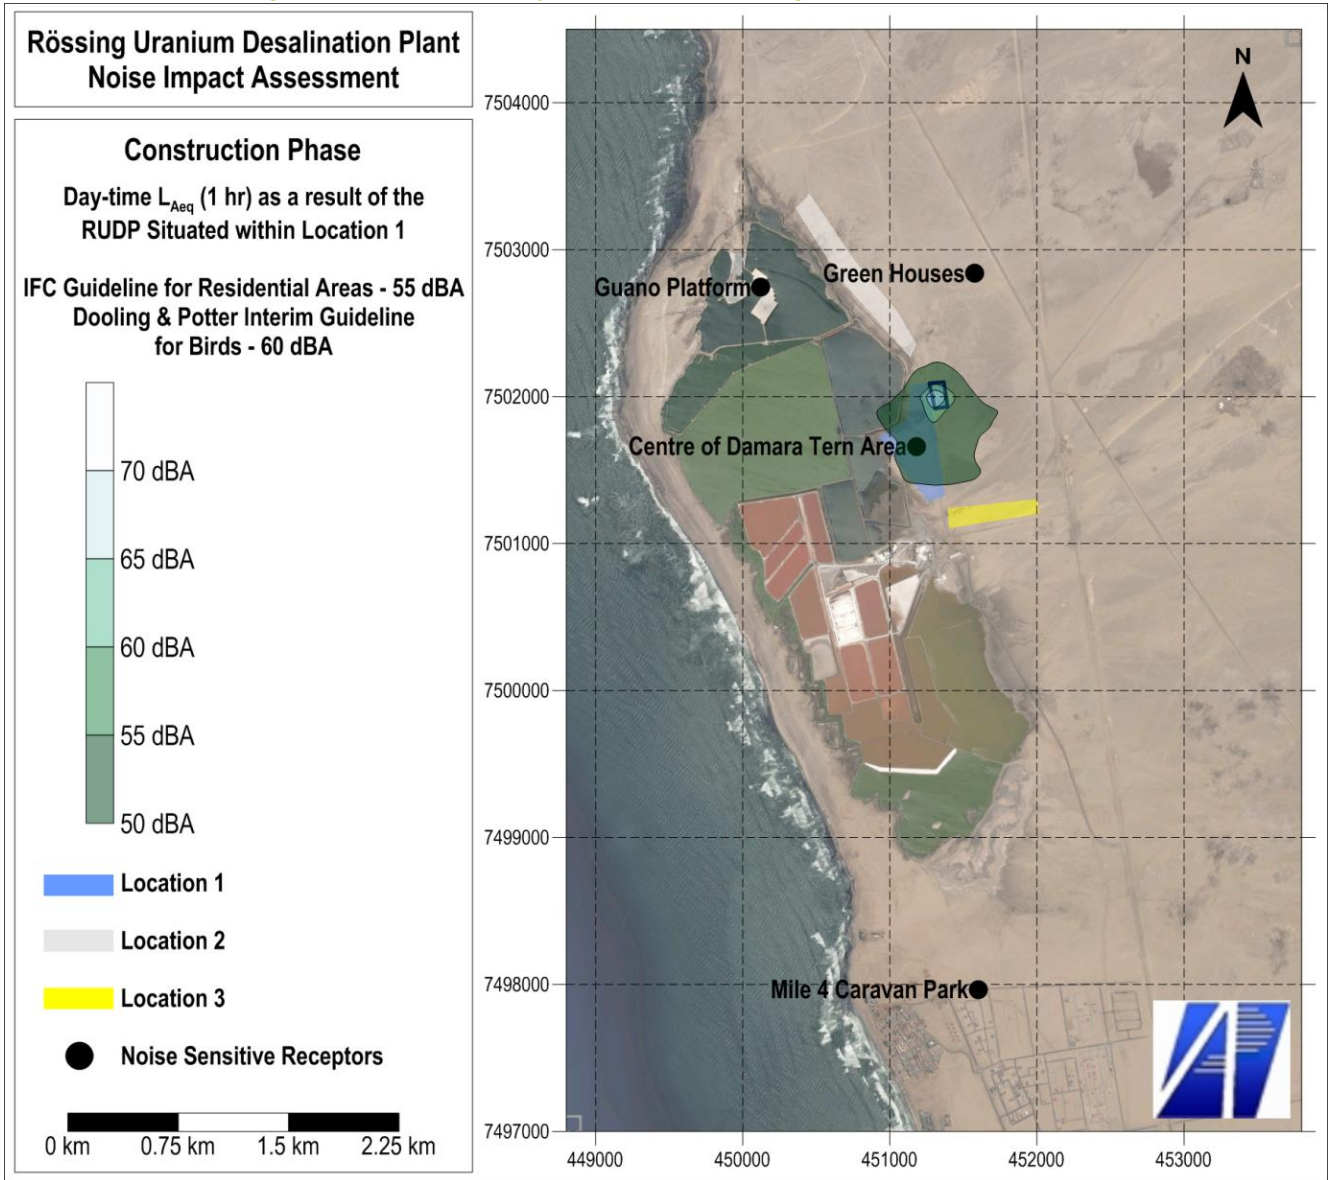 Rössing Uranium Desalination Plant
Noise Impact Assessment
Construction Phase
Day-time LAeq (1 hr) as a result of the
RUDP Situated within Location 1
IFC Guideline for Residential Areas - 55 dBA
Dooling & Potter Interim Guideline
for Birds - 60 dBA
70 dBA
65 dBA
60 dBA
55 dBA
50 dBA
Location 1
Location 2
Location 3
Noise Sensitive Receptors
0 km 0.75 km 1.5 km 2.25 km
N
7504000
7503000
7502000
7501000
7500000
7499000
7498000
7497000
Green Houses
Guano Platform
Centre of Damara Tern Area
Mile 4 Caravan Park
449000 450000 451000 452000 453000